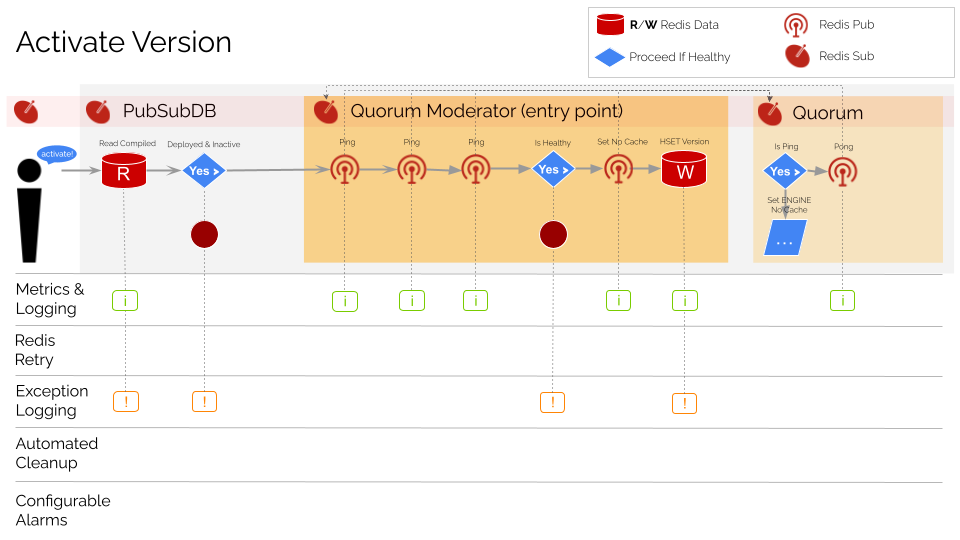 Activate Version
R/W Redis Data
Redis Pub
Proceed If Healthy
Redis Sub
PubSubDB
Quorum Moderator (entry point)
Quorum
activate!
Read Compiled
Deployed & Inactive
Ping
Ping
Ping
Is Healthy
Set No Cache
HSET Version
Is Ping
Pong
R
Yes >
Yes >
W
Yes >
Set ENGINE
No Cache
...
Metrics &
Logging
i
i
i
i
i
i
i
Redis
Retry
Exception
Logging
!
!
!
!
Automated
Cleanup
Configurable
Alarms